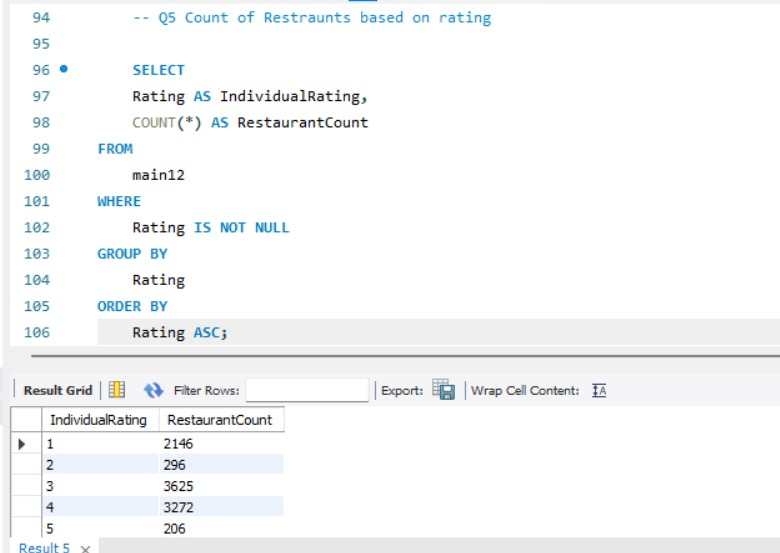 94 -- Q5 Count of Restraunts based on rating
95
96 SELECT
97 Rating AS IndividualRating,
98 COUNT(*) AS RestaurantCount
99 FROM
100 main12
101 WHERE
102 Rating IS NOT NULL
103 GROUP BY
104 Rating
105 ORDER BY
106 Rating ASC;
Result Grid Filter Rows: Export: Wrap Cell Content: IA
IndividualRating RestaurantCount
1 2146
2 296
3 3625
4 3272
5 206
Result 5 ×